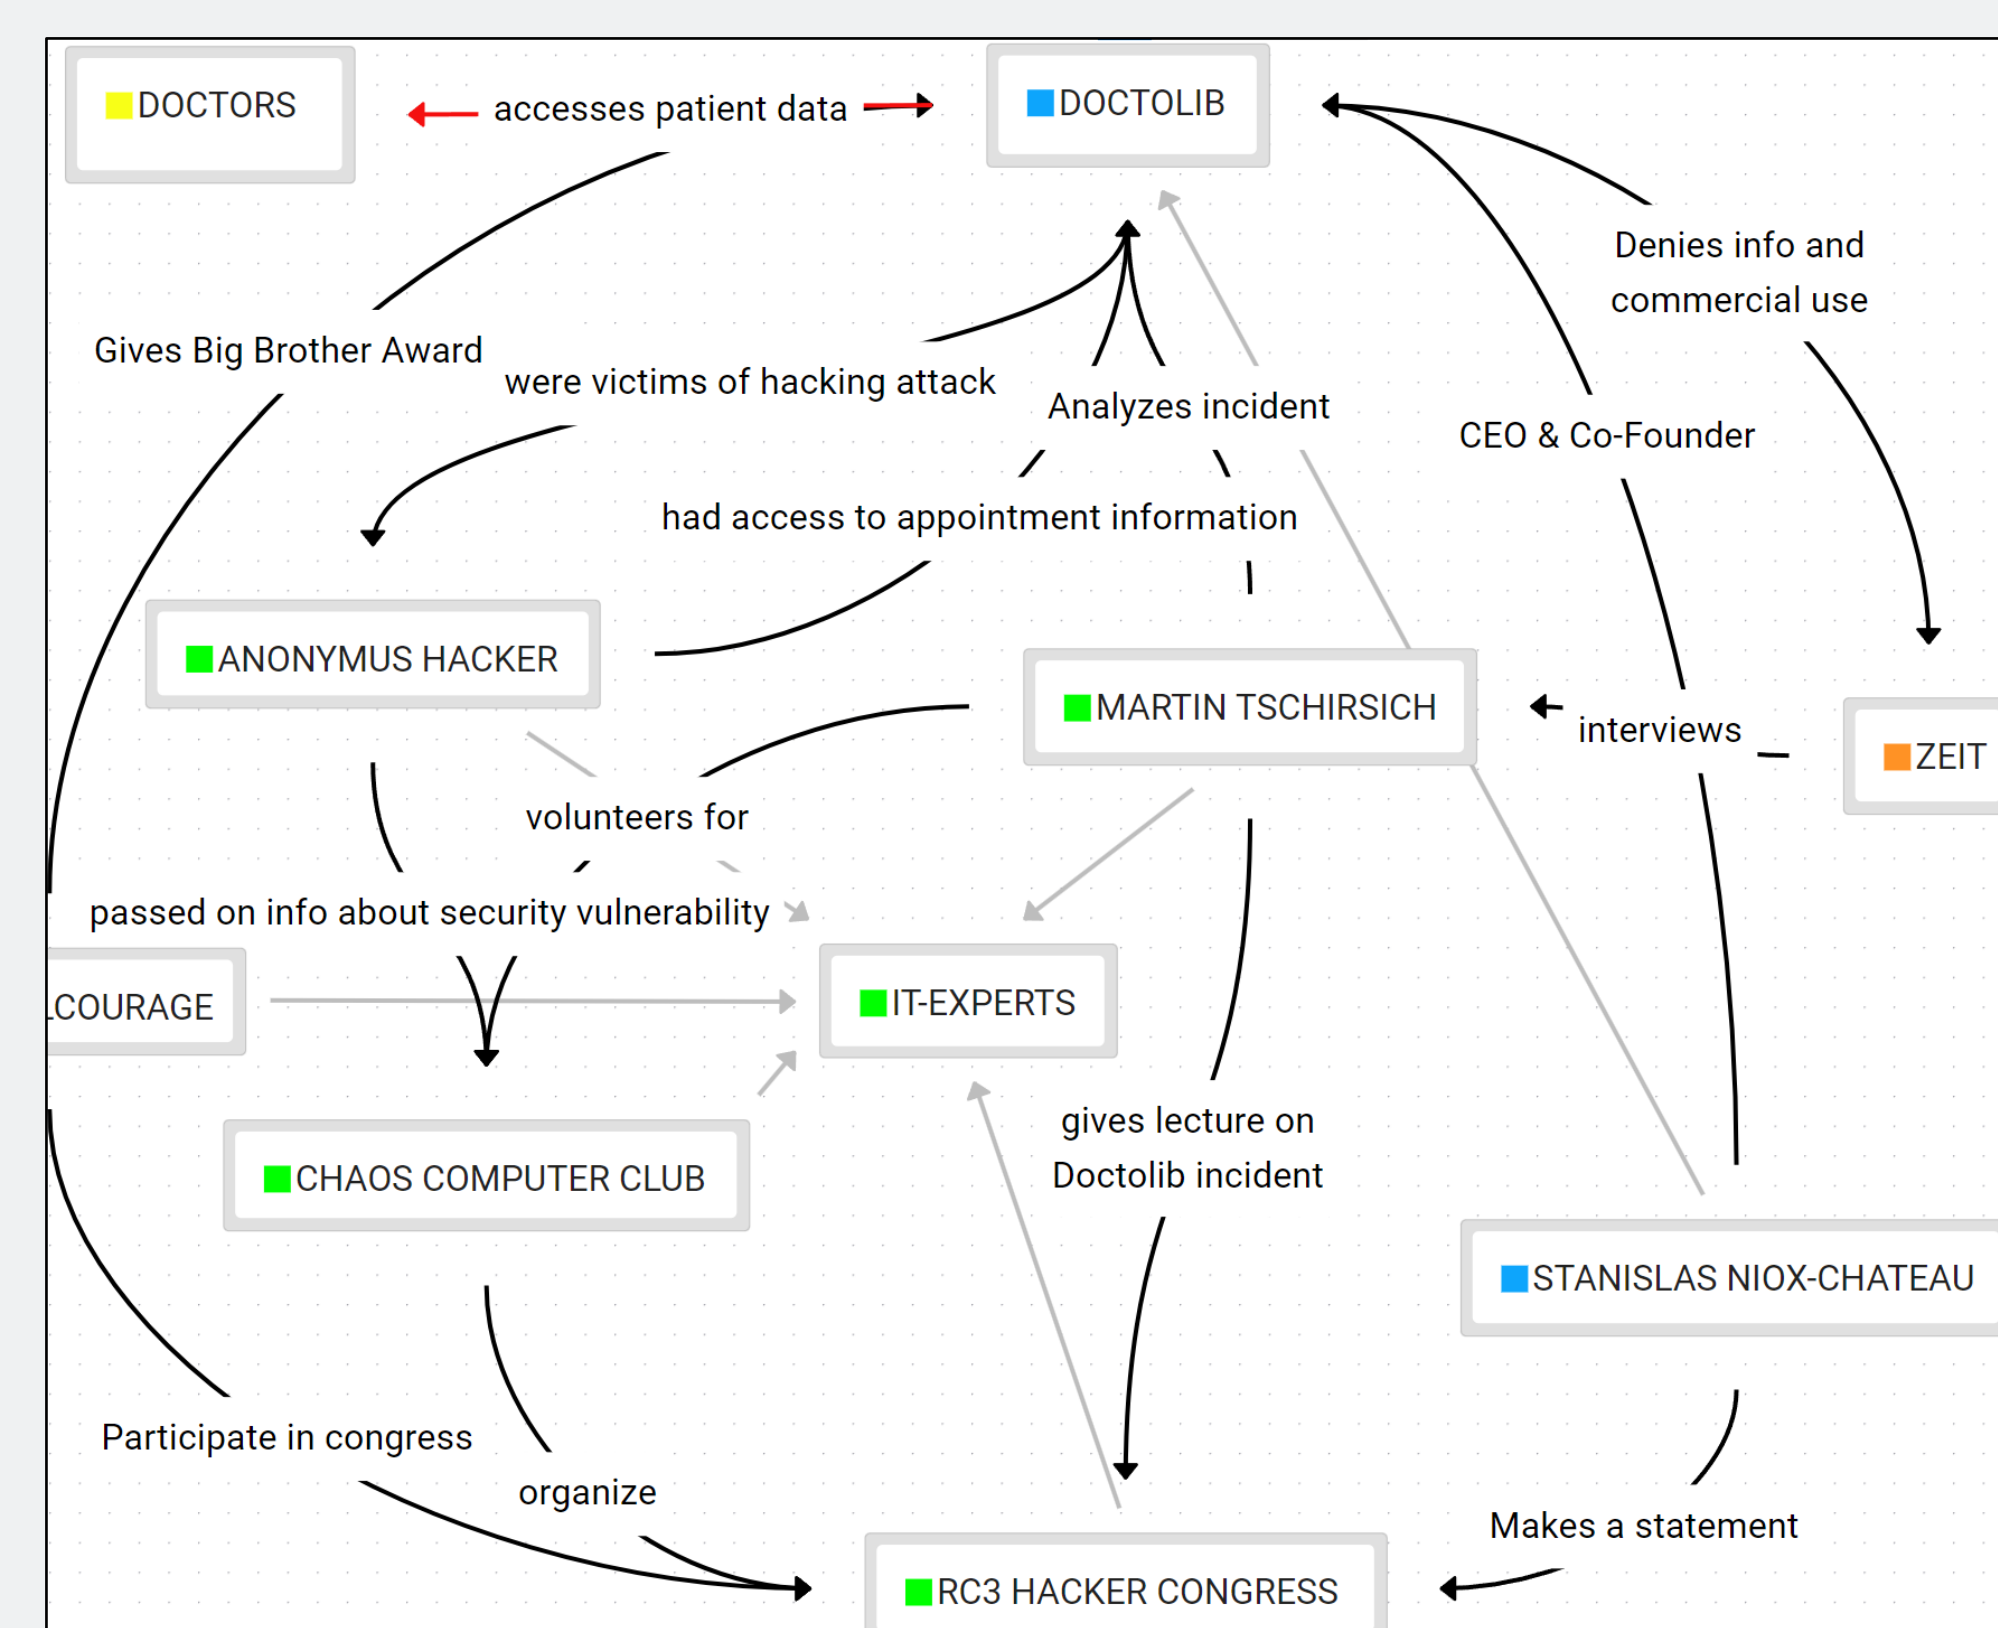 DOCTORS
accesses patient data
DOCTOLIB
Denies info and
commercial use
Gives Big Brother Award
were victims of hacking attack
Analyzes incident
CEO & Co-Founder
had access to appointment information
ANONYMUS HACKER
MARTIN TSCHIRSICH
interviews
ZEIT
volunteers for
passed on info about security vulnerability
LCOURAGE
IT-EXPERTS
gives lecture on
Doctolib incident
CHAOS COMPUTER CLUB
STANISLAS NIOX-CHATEAU
Participate in congress
organize
Makes a statement
RC3 HACKER CONGRESS